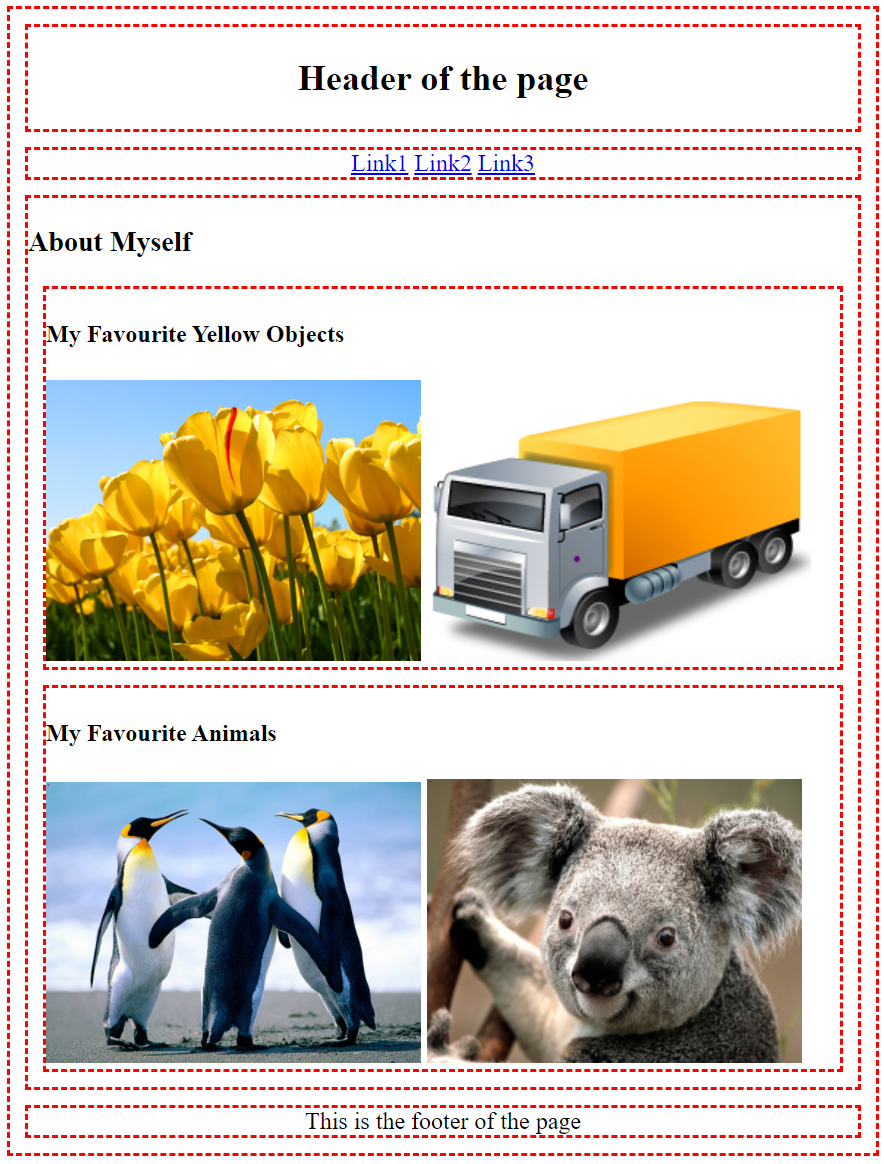 Header of the page
Link1 Link2 Link3
About Myself
My Favourite Yellow Objects
My Favourite Animals
This is the footer of the page